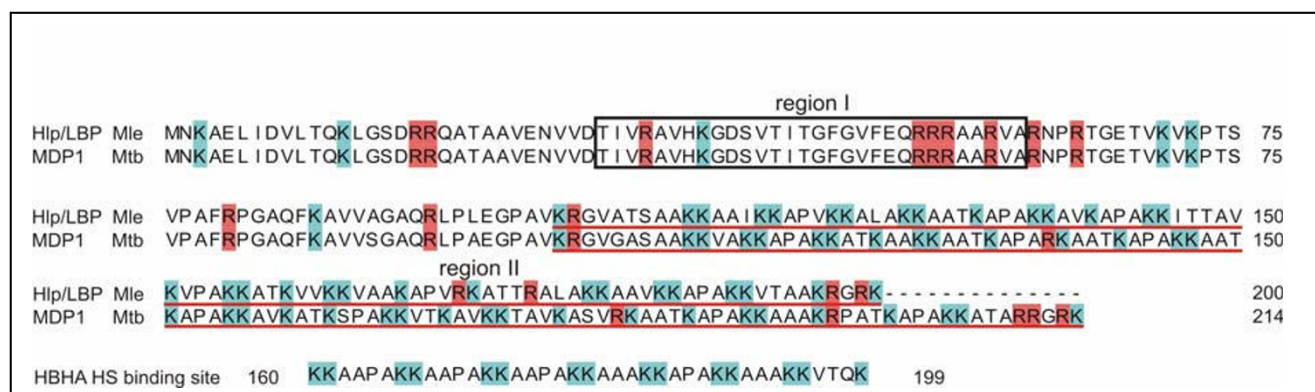 region I
Hlp/LBP Mle MNKAELIDVLTQKLGSDRRQATAAVENVVDTIVRAVHKGDSVTITGFGVFEQRRRAARVARNPRTGETVKVKPTS 75
MDP1 Mtb MNKAELIDVLTQKLGSDRRQATAAVENVVDTIVRAVHKGDSVTITGFGVFEQRRRAARVARNPRTGETVKVKPTS 75
Hlp/LBP Mle VPAFRPGAQFKAVVAGAQRLPLEGPAVKRGVATSAAKKAAIKKAPVKKALAKKAATKAPAKKAVKAPAKKITTAV 150
MDP1 Mtb VPAFRPGAQFKAVVSGAQRLPAEGPAVKRGVGASAAKKVAKKAPAKKATKAAKKAATKAPARKAATKAPAKKAAT 150
region II
Hlp/LBP Mle KVPAKKATKVVKKVAAKAPVRKATTRALAKKAAVKKAPAKKVTAAKRGRK-------------- 200
MDP1 Mtb KAPAKKAVKATKSPAKKVTKAVKKTAVKASVRKAATKAPAKKAAAKRPATKAPAKKATARRGRK 214
HBHA HS binding site 160 KKAAPAKKAAPAKKAAPAKKAAAKKAPAKKAAAKKVTQK 199